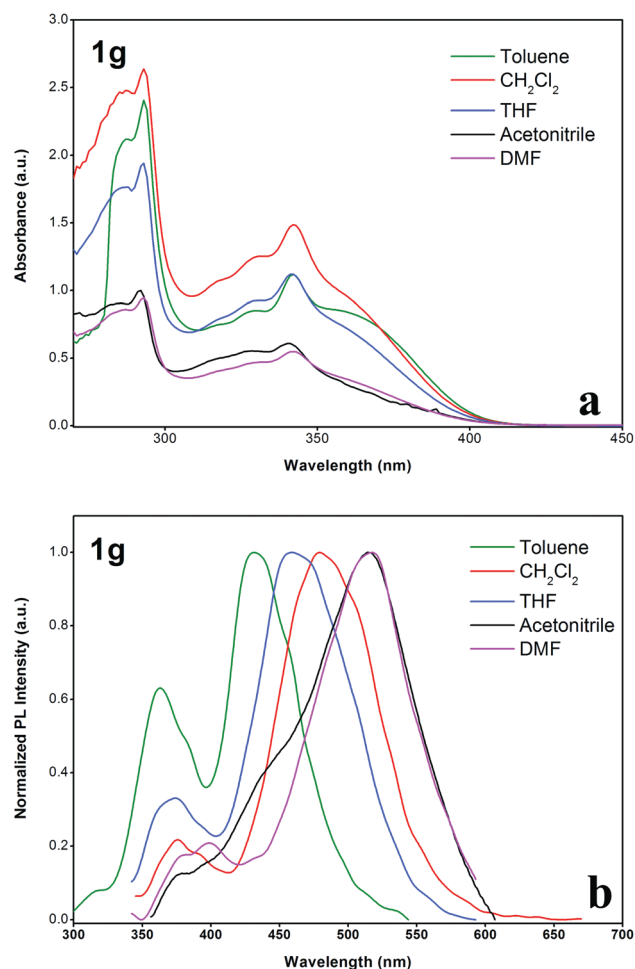 3.0
1g
Toluene
CH₂Cl₂
THF
Acetonitrile
DMF
2.5
2.0
1.5
1.0
0.5
0.0
Absorbance (a.u.)
a
300
350
400
450
Wavelength (nm)
1g
Toluene
CH₂Cl₂
THF
Acetonitrile
DMF
1.0
0.8
0.6
0.4
0.2
0.0
Normalized PL Intensity (a.u.)
b
300
350
400
450
500
550
600
650
700
Wavelength (nm)